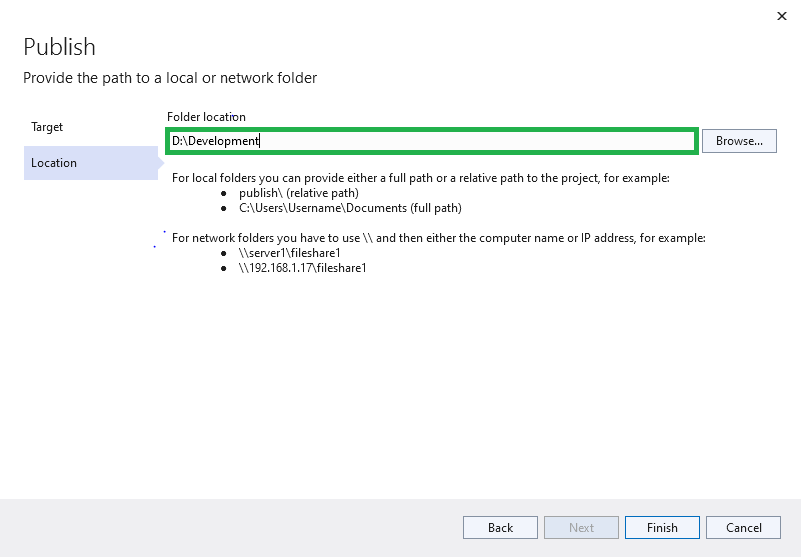 Publish
Provide the path to a local or network folder
Target
Location
Folder location
D:\Development
Browse...
For local folders you can provide either a full path or a relative path to the project, for example:
• publish\ (relative path)
• C:\Users\Username\Documents (full path)
For network folders you have to use \\ and then either the computer name or IP address, for example:
• \\server1\fileshare1
• \\192.168.1.17\fileshare1
Back
Next
Finish
Cancel